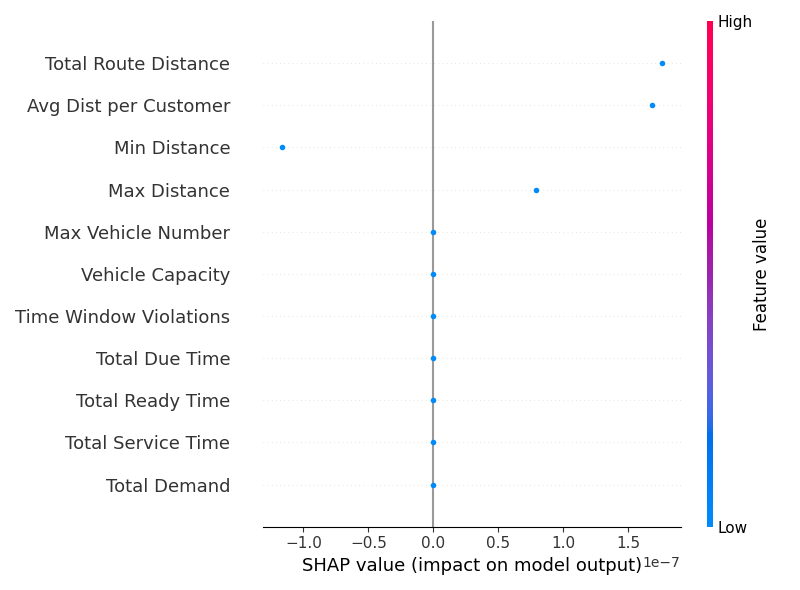 High
Total Route Distance
Avg Dist per Customer
Min Distance
Max Distance
Max Vehicle Number
Vehicle Capacity
Time Window Violations
Total Due Time
Total Ready Time
Total Service Time
Total Demand
Feature value
Low
−1.0 −0.5 0.0 0.5 1.0 1.5
SHAP value (impact on model output) 1e−7